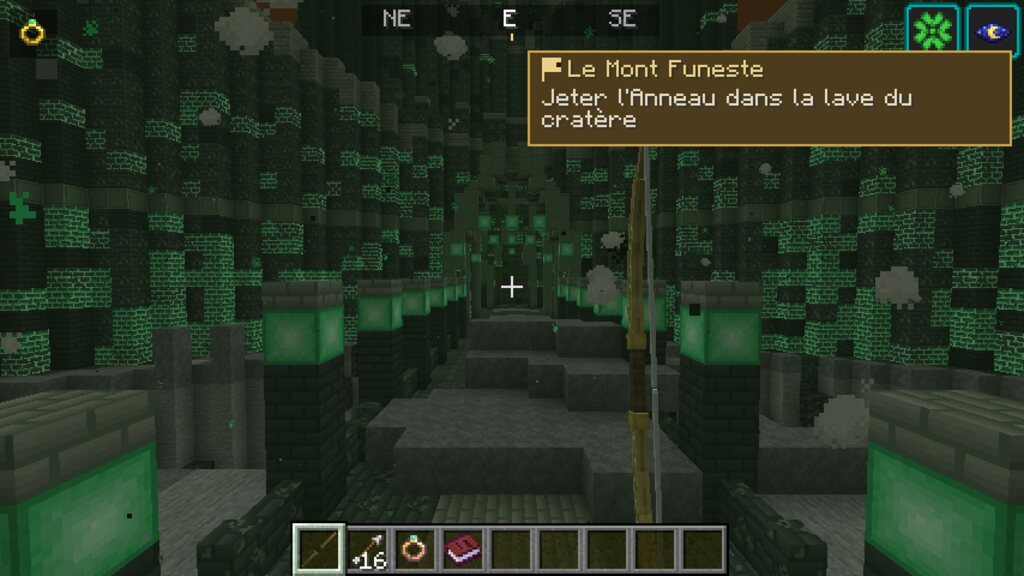 NE E SE
Le Mont Funeste
Jeter l'Anneau dans la lave du
cratère
+16